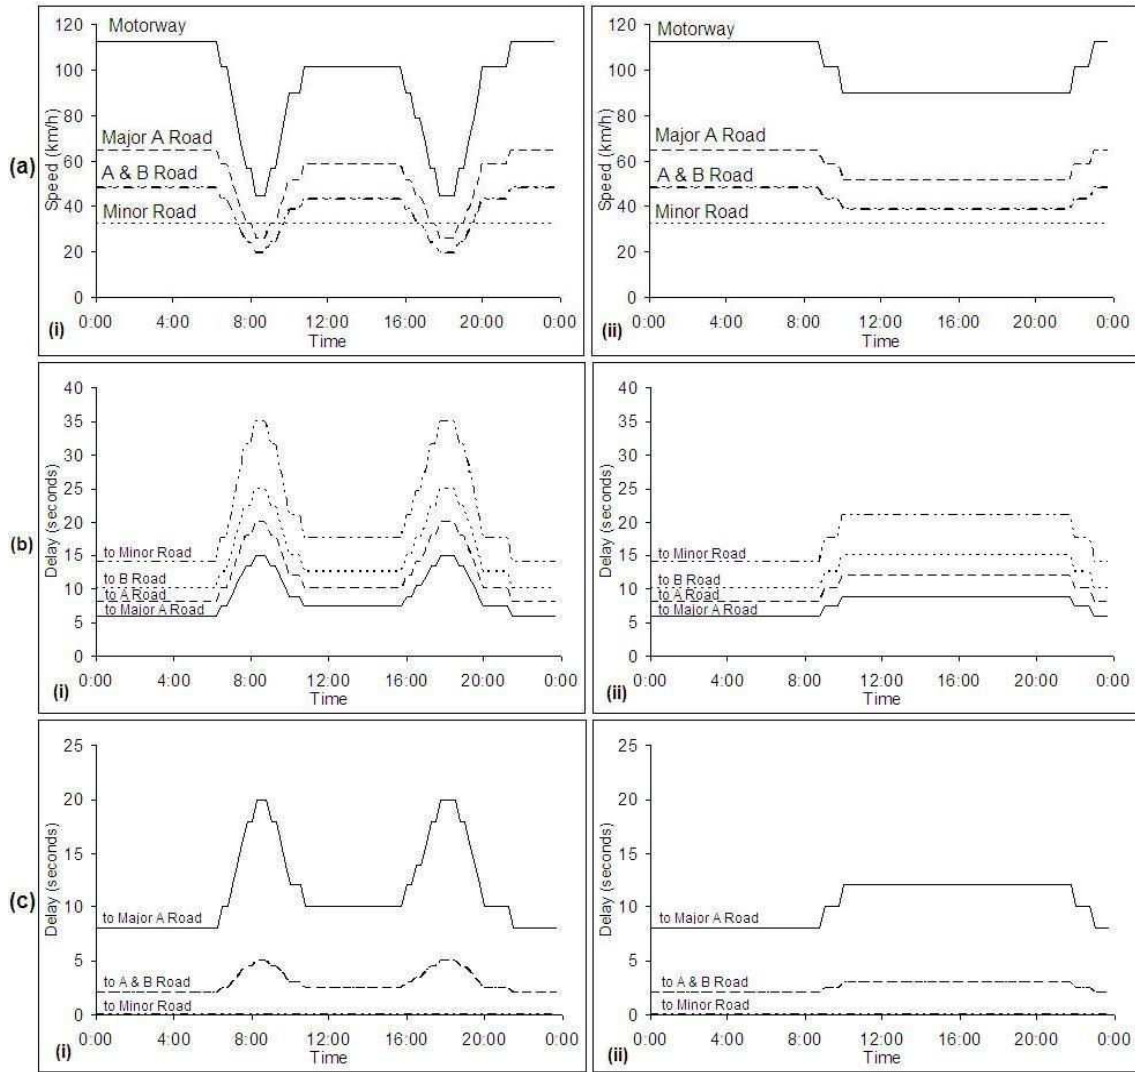 (a)
120
100
80
60
40
20
0
Speed (km/h)
Motorway
Major A Road
A & B Road
Minor Road
0:00 4:00 8:00 12:00 16:00 20:00 0:00
Time
(i)
120
100
80
60
40
20
0
Speed (km/h)
Motorway
Major A Road
A & B Road
Minor Road
0:00 4:00 8:00 12:00 16:00 20:00 0:00
Time
(ii)
(b)
40
35
30
25
20
15
10
5
0
Delay (seconds)
to Minor Road
to B Road
to A Road
to Major A Road
0:00 4:00 8:00 12:00 16:00 20:00 0:00
Time
(i)
40
35
30
25
20
15
10
5
0
Delay (seconds)
to Minor Road
to B Road
to A Road
to Major A Road
0:00 4:00 8:00 12:00 16:00 20:00 0:00
Time
(ii)
(c)
25
20
15
10
5
0
Delay (seconds)
to Major A Road
to A & B Road
to Minor Road
0:00 4:00 8:00 12:00 16:00 20:00 0:00
Time
(i)
25
20
15
10
5
0
Delay (seconds)
to Major A Road
to A & B Road
to Minor Road
0:00 4:00 8:00 12:00 16:00 20:00 0:00
Time
(ii)